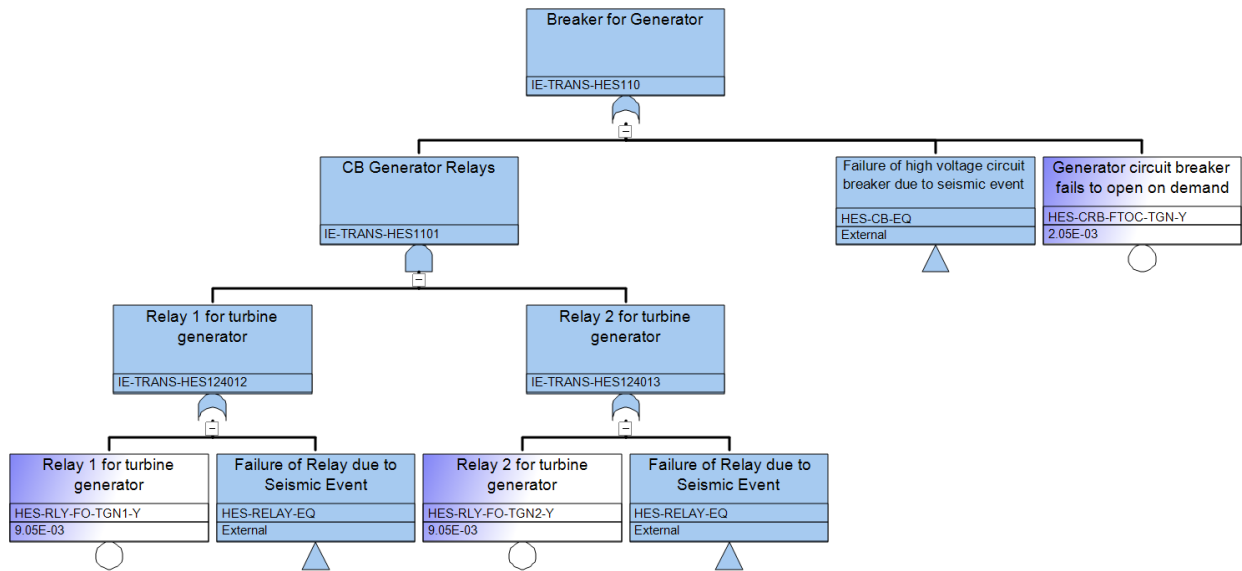 Breaker for Generator
IE-TRANS-HES110
CB Generator Relays
IE-TRANS-HES1101
Failure of high voltage circuit
breaker due to seismic event
HES-CB-EQ
External
Generator circuit breaker
fails to open on demand
HES-CRB-FTOC-TGN-Y
2.05E-03
Relay 1 for turbine
generator
IE-TRANS-HES124012
Relay 2 for turbine
generator
IE-TRANS-HES124013
Relay 1 for turbine
generator
HES-RLY-FO-TGN1-Y
9.05E-03
Failure of Relay due to
Seismic Event
HES-RELAY-EQ
External
Relay 2 for turbine
generator
HES-RLY-FO-TGN2-Y
9.05E-03
Failure of Relay due to
Seismic Event
HES-RELAY-EQ
External